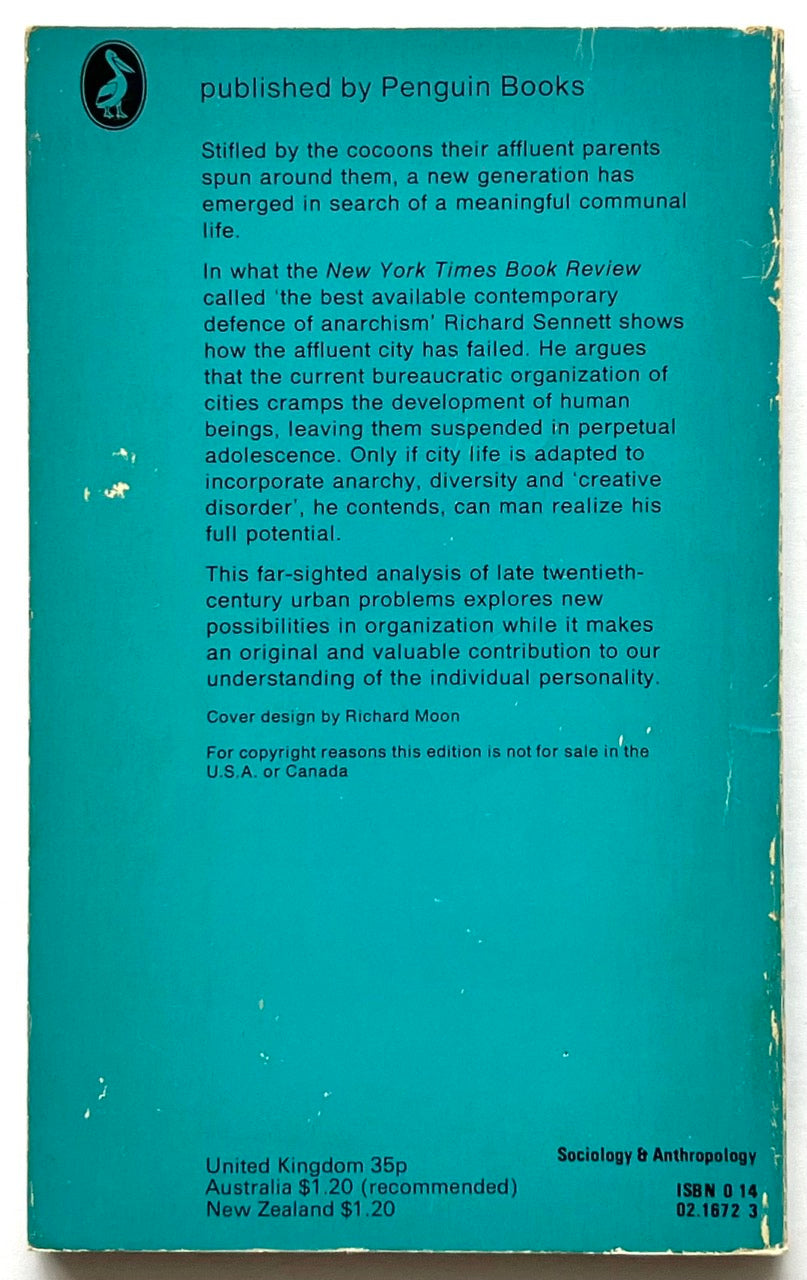 published by Penguin Books
Stifled by the cocoons their affluent parents
spun around them, a new generation has
emerged in search of a meaningful communal
life.
In what the New York Times Book Review
called 'the best available contemporary
defence of anarchism' Richard Sennett shows
how the affluent city has failed. He argues
that the current bureaucratic organization of
cities cramps the development of human
beings, leaving them suspended in perpetual
adolescence. Only if city life is adapted to
incorporate anarchy, diversity and 'creative
disorder', he contends, can man realize his
full potential.
This far-sighted analysis of late twentieth-
century urban problems explores new
possibilities in organization while it makes
an original and valuable contribution to our
understanding of the individual personality.
Cover design by Richard Moon
For copyright reasons this edition is not for sale in the
U.S.A. or Canada
United Kingdom 35p
Australia $1.20 (recommended)
New Zealand $1.20
Sociology & Anthropology
ISBN 0 14
02.1672 3